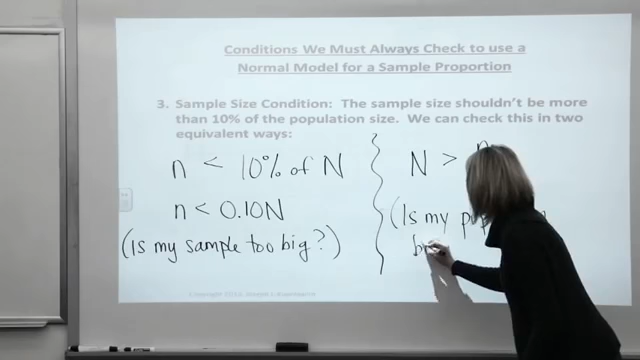 Conditions We Must Always Check to use a
Normal Model for a Sample Proportion
3. Sample Size Condition: The sample size shouldn't be more
than 10% of the population size. We can check this in two
equivalent ways:
n < 10% of N
n < 0.10N
(Is my sample too big?)
N > n
(Is my